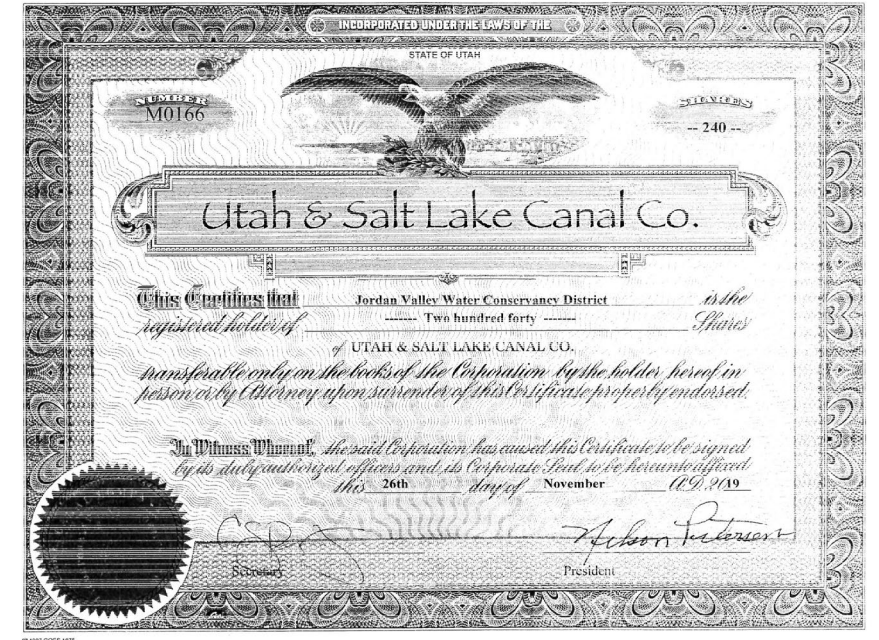 INCORPORATED UNDER THE LAWS OF THE
STATE OF UTAH
NUMBER
M0166
SHARES
-- 240 --
Utah & Salt Lake Canal Co.
This Certifies that Jordan Valley Water Conservancy District is the
registered holder of ------- Two hundred forty ------- Shares
of UTAH & SALT LAKE CANAL CO.
transferable only on the books of the Corporation by the holder hereof in
person or by Attorney upon surrender of this Certificate properly endorsed.
In Witness Whereof, the said Corporation has caused this Certificate to be signed
by its duly authorized officers and its Corporate Seal to be hereunto affixed
this 26th day of November A.D. 2019
Nelson Petersen
Secretary
President